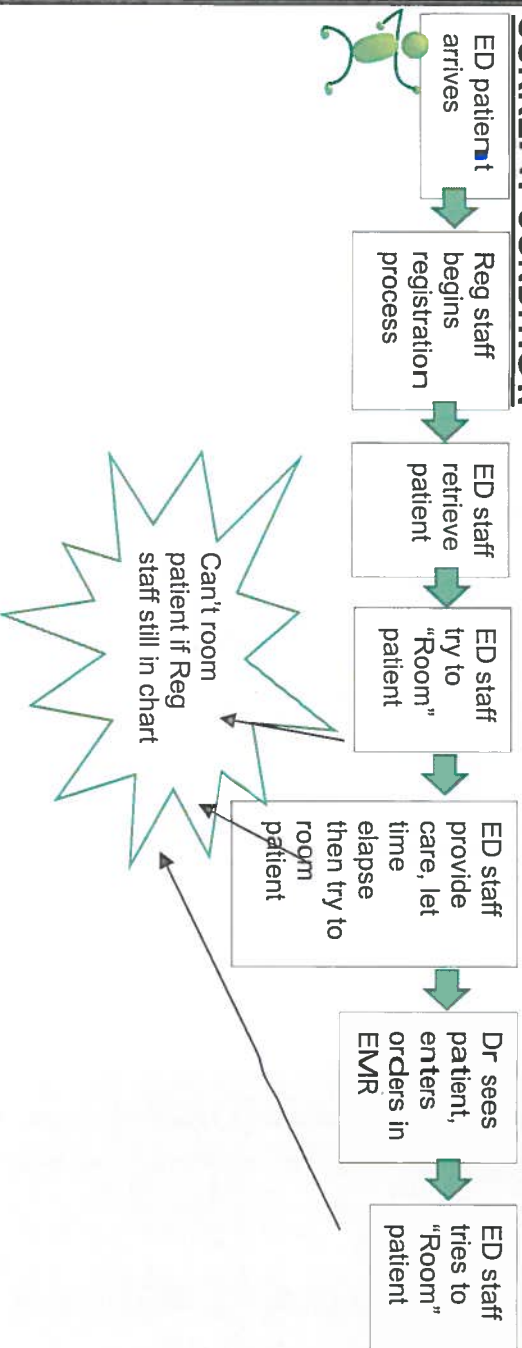 CURRENT CONDITION
ED patient
arrives
Reg staff
begins
registration
process
ED staff
retrieve
patient
ED staff
try to
“Room”
patient
ED staff
provide
care, let
time
elapse
then try to
room
patient
Dr sees
patient,
enters
orders in
EMR
ED staff
tries to
“Room”
patient
Can't room
patient if Reg
staff still in chart